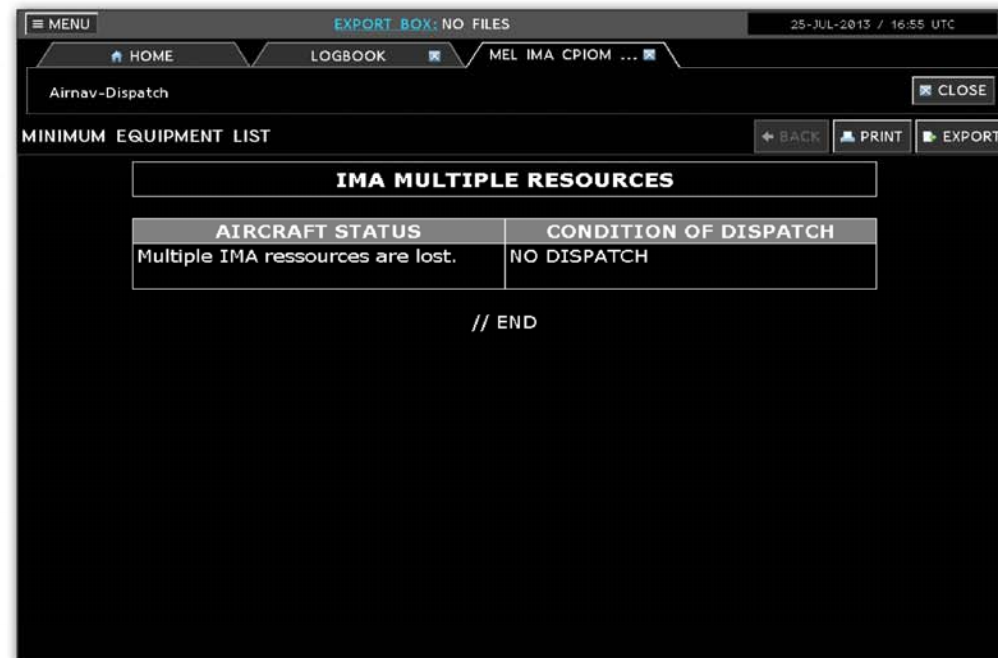 ≡ MENU EXPORT BOX: NO FILES 25-JUL-2013 / 16:55 UTC
HOME LOGBOOK MEL IMA CPIOM ...
Airnav-Dispatch CLOSE
MINIMUM EQUIPMENT LIST BACK PRINT EXPORT
IMA MULTIPLE RESOURCES
AIRCRAFT STATUS CONDITION OF DISPATCH
Multiple IMA ressources are lost. NO DISPATCH
// END